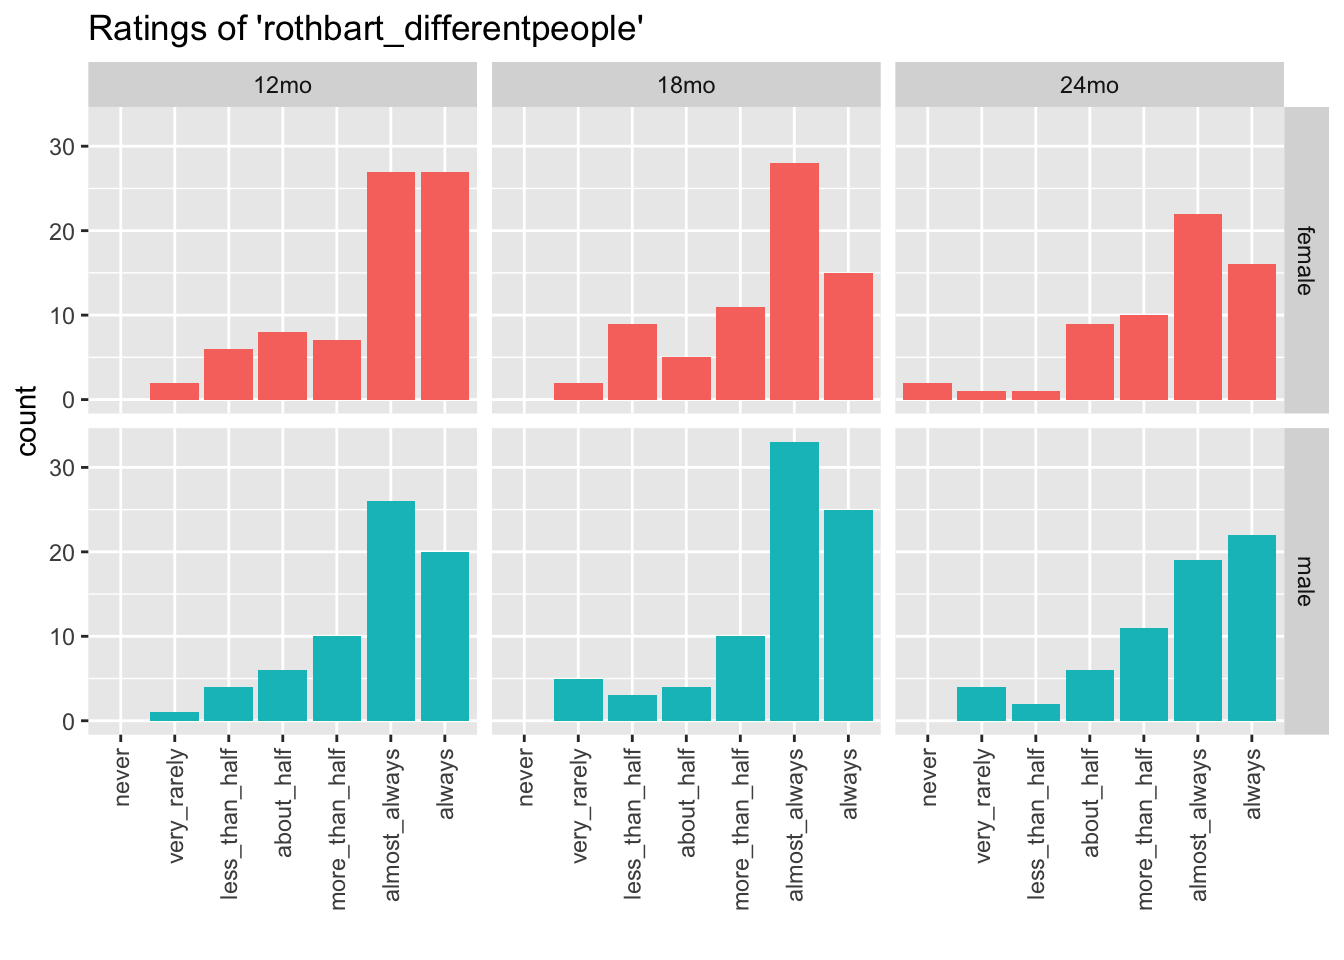 Ratings of 'rothbart_differentpeople'
12mo 18mo 24mo
30
20
10
0
female
count
30
20
10
0
male
never very_rarely less_than_half about_half more_than_half almost_always always never very_rarely less_than_half about_half more_than_half almost_always always never very_rarely less_than_half about_half more_than_half almost_always always